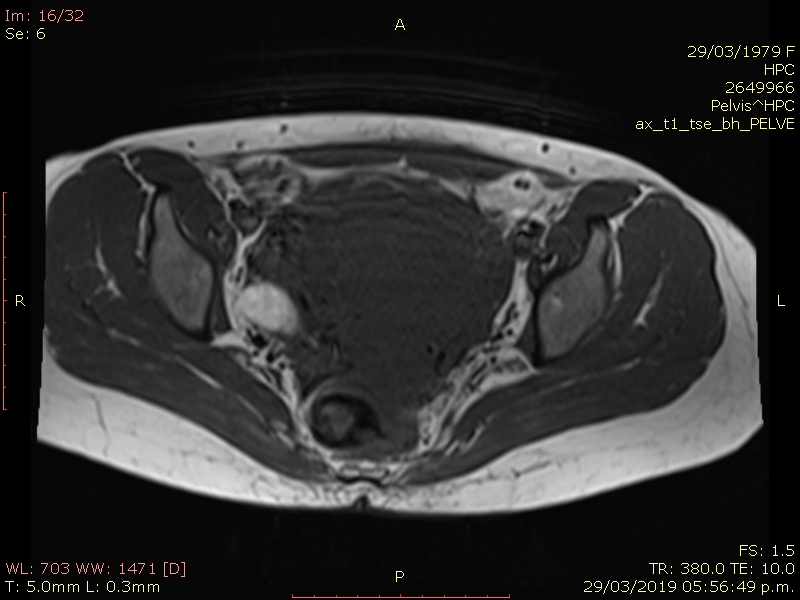 Im: 16/32
Se: 6
A
29/03/1979 F
HPC
2649966
Pelvis^HPC
ax_t1_tse_bh_PELVE
R
L
WL: 703 WW: 1471 [D]
T: 5.0mm L: 0.3mm
P
FS: 1.5
TR: 380.0 TE: 10.0
29/03/2019 05:56:49 p.m.